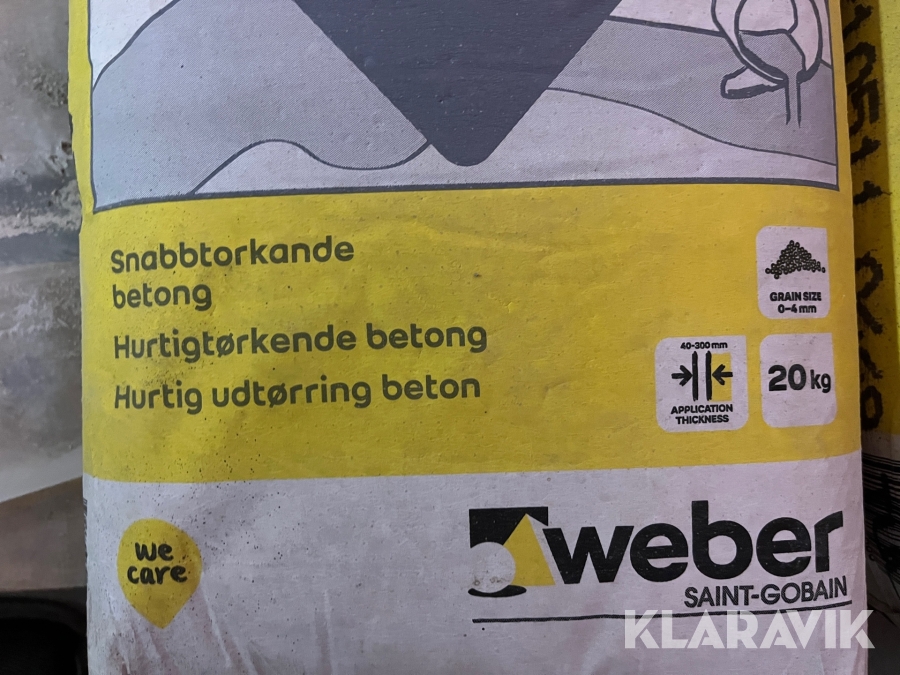 Snabbtorkande
betong
Hurtigtørkende betong
Hurtig udtørring beton
GRAIN SIZE
0-4 mm
40-300 mm
APPLICATION
THICKNESS
20 kg
we
care
weber
SAINT-GOBAIN
KLARAVIK